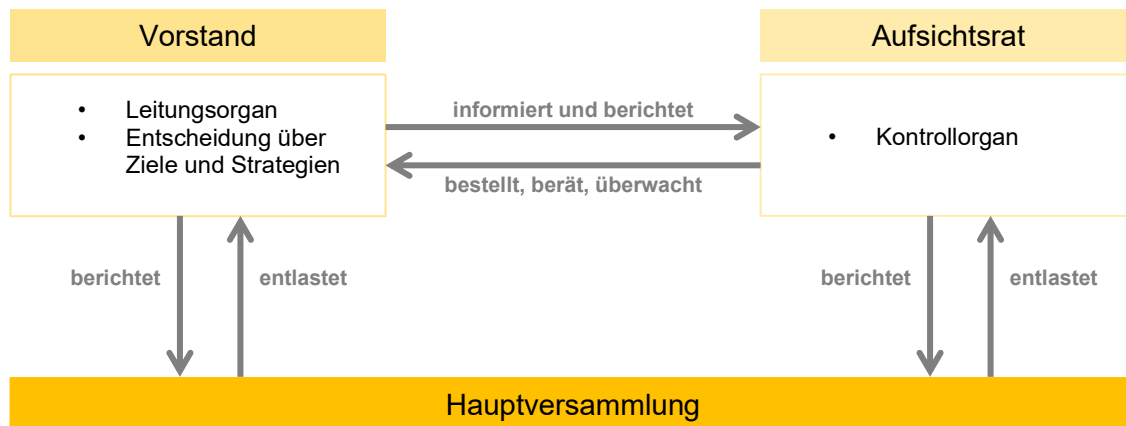 Vorstand
Aufsichtsrat
• Leitungsorgan
• Entscheidung über
Ziele und Strategien
informiert und berichtet
bestellt, berät, überwacht
• Kontrollorgan
berichtet
entlastet
berichtet
entlastet
Hauptversammlung